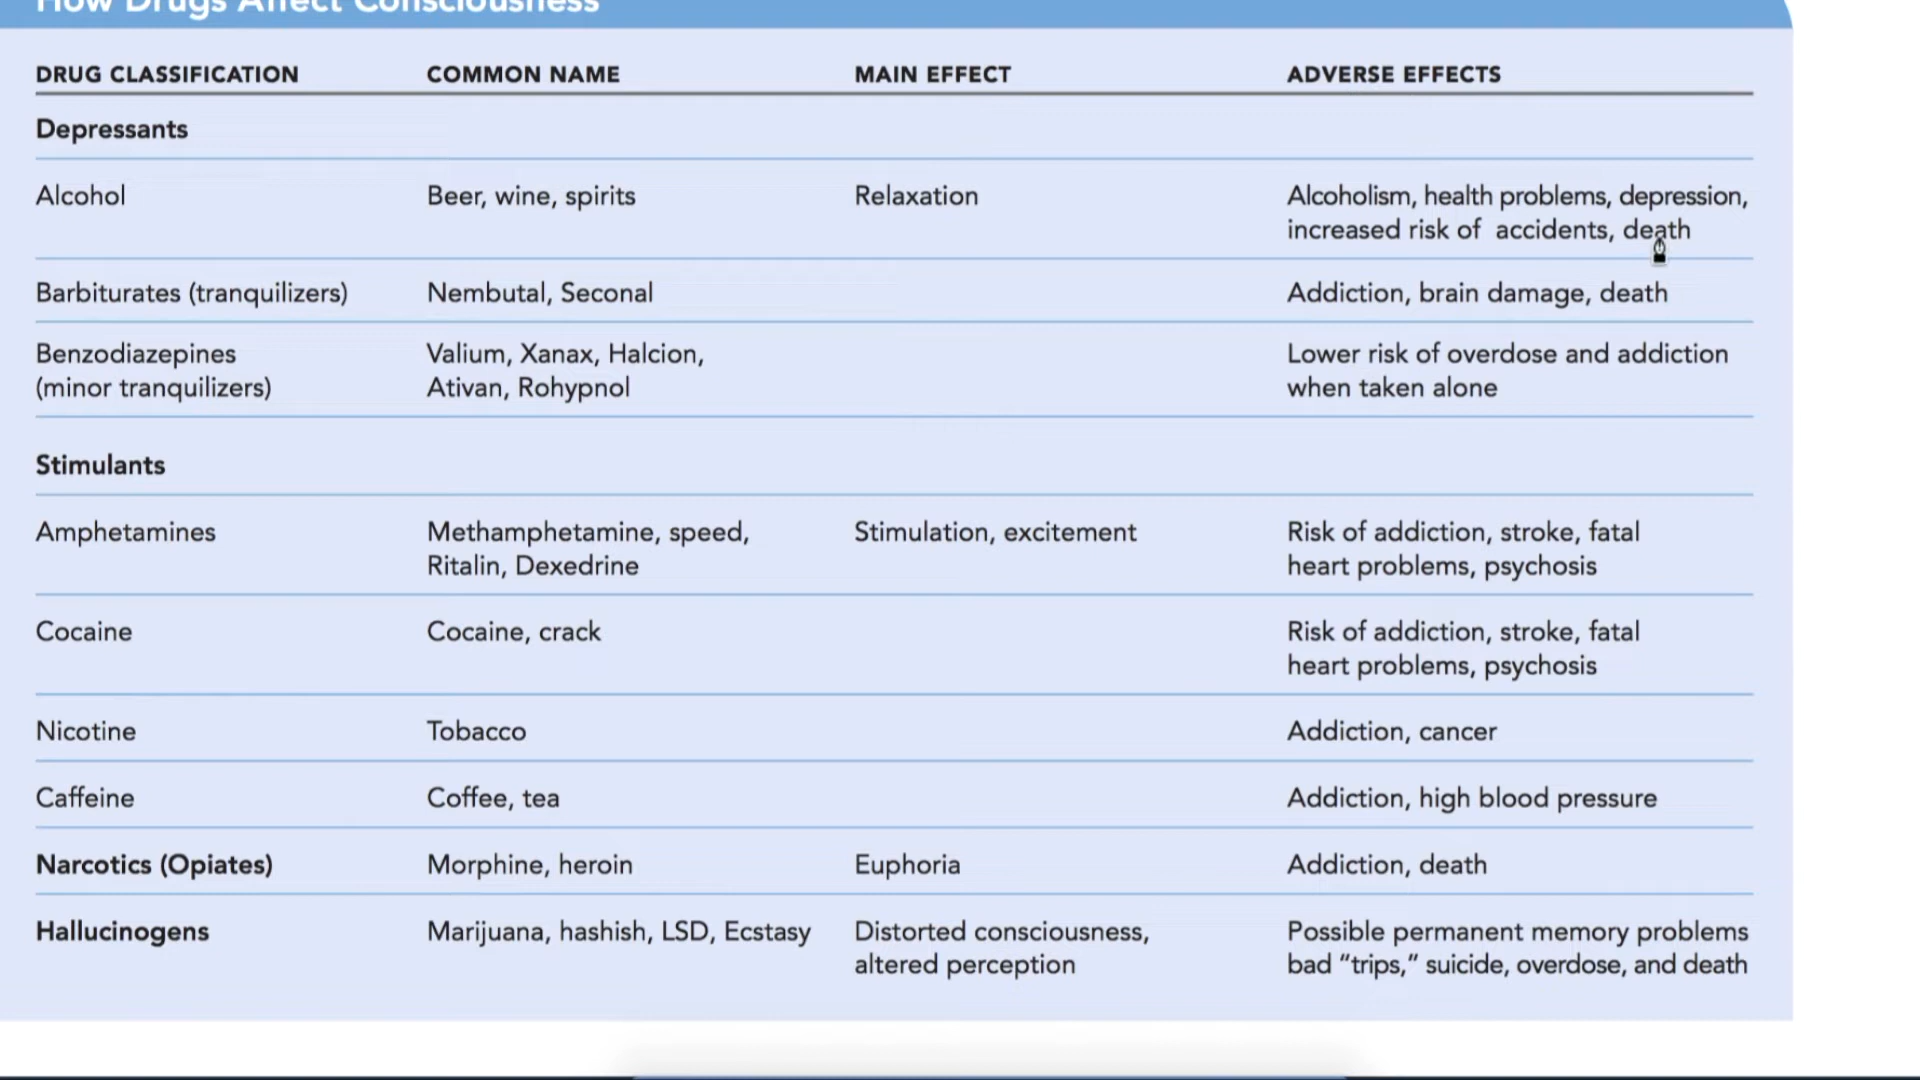 How Drugs Affect Consciousness
DRUG CLASSIFICATION COMMON NAME MAIN EFFECT ADVERSE EFFECTS
Depressants
Alcohol Beer, wine, spirits Relaxation Alcoholism, health problems, depression,
increased risk of accidents, death
Barbiturates (tranquilizers) Nembutal, Seconal Addiction, brain damage, death
Benzodiazepines Valium, Xanax, Halcion, Lower risk of overdose and addiction
(minor tranquilizers) Ativan, Rohypnol when taken alone
Stimulants
Amphetamines Methamphetamine, speed, Stimulation, excitement Risk of addiction, stroke, fatal
Ritalin, Dexedrine heart problems, psychosis
Cocaine Cocaine, crack Risk of addiction, stroke, fatal
heart problems, psychosis
Nicotine Tobacco Addiction, cancer
Caffeine Coffee, tea Addiction, high blood pressure
Narcotics (Opiates) Morphine, heroin Euphoria Addiction, death
Hallucinogens Marijuana, hashish, LSD, Ecstasy Distorted consciousness, Possible permanent memory problems
altered perception bad “trips,” suicide, overdose, and death